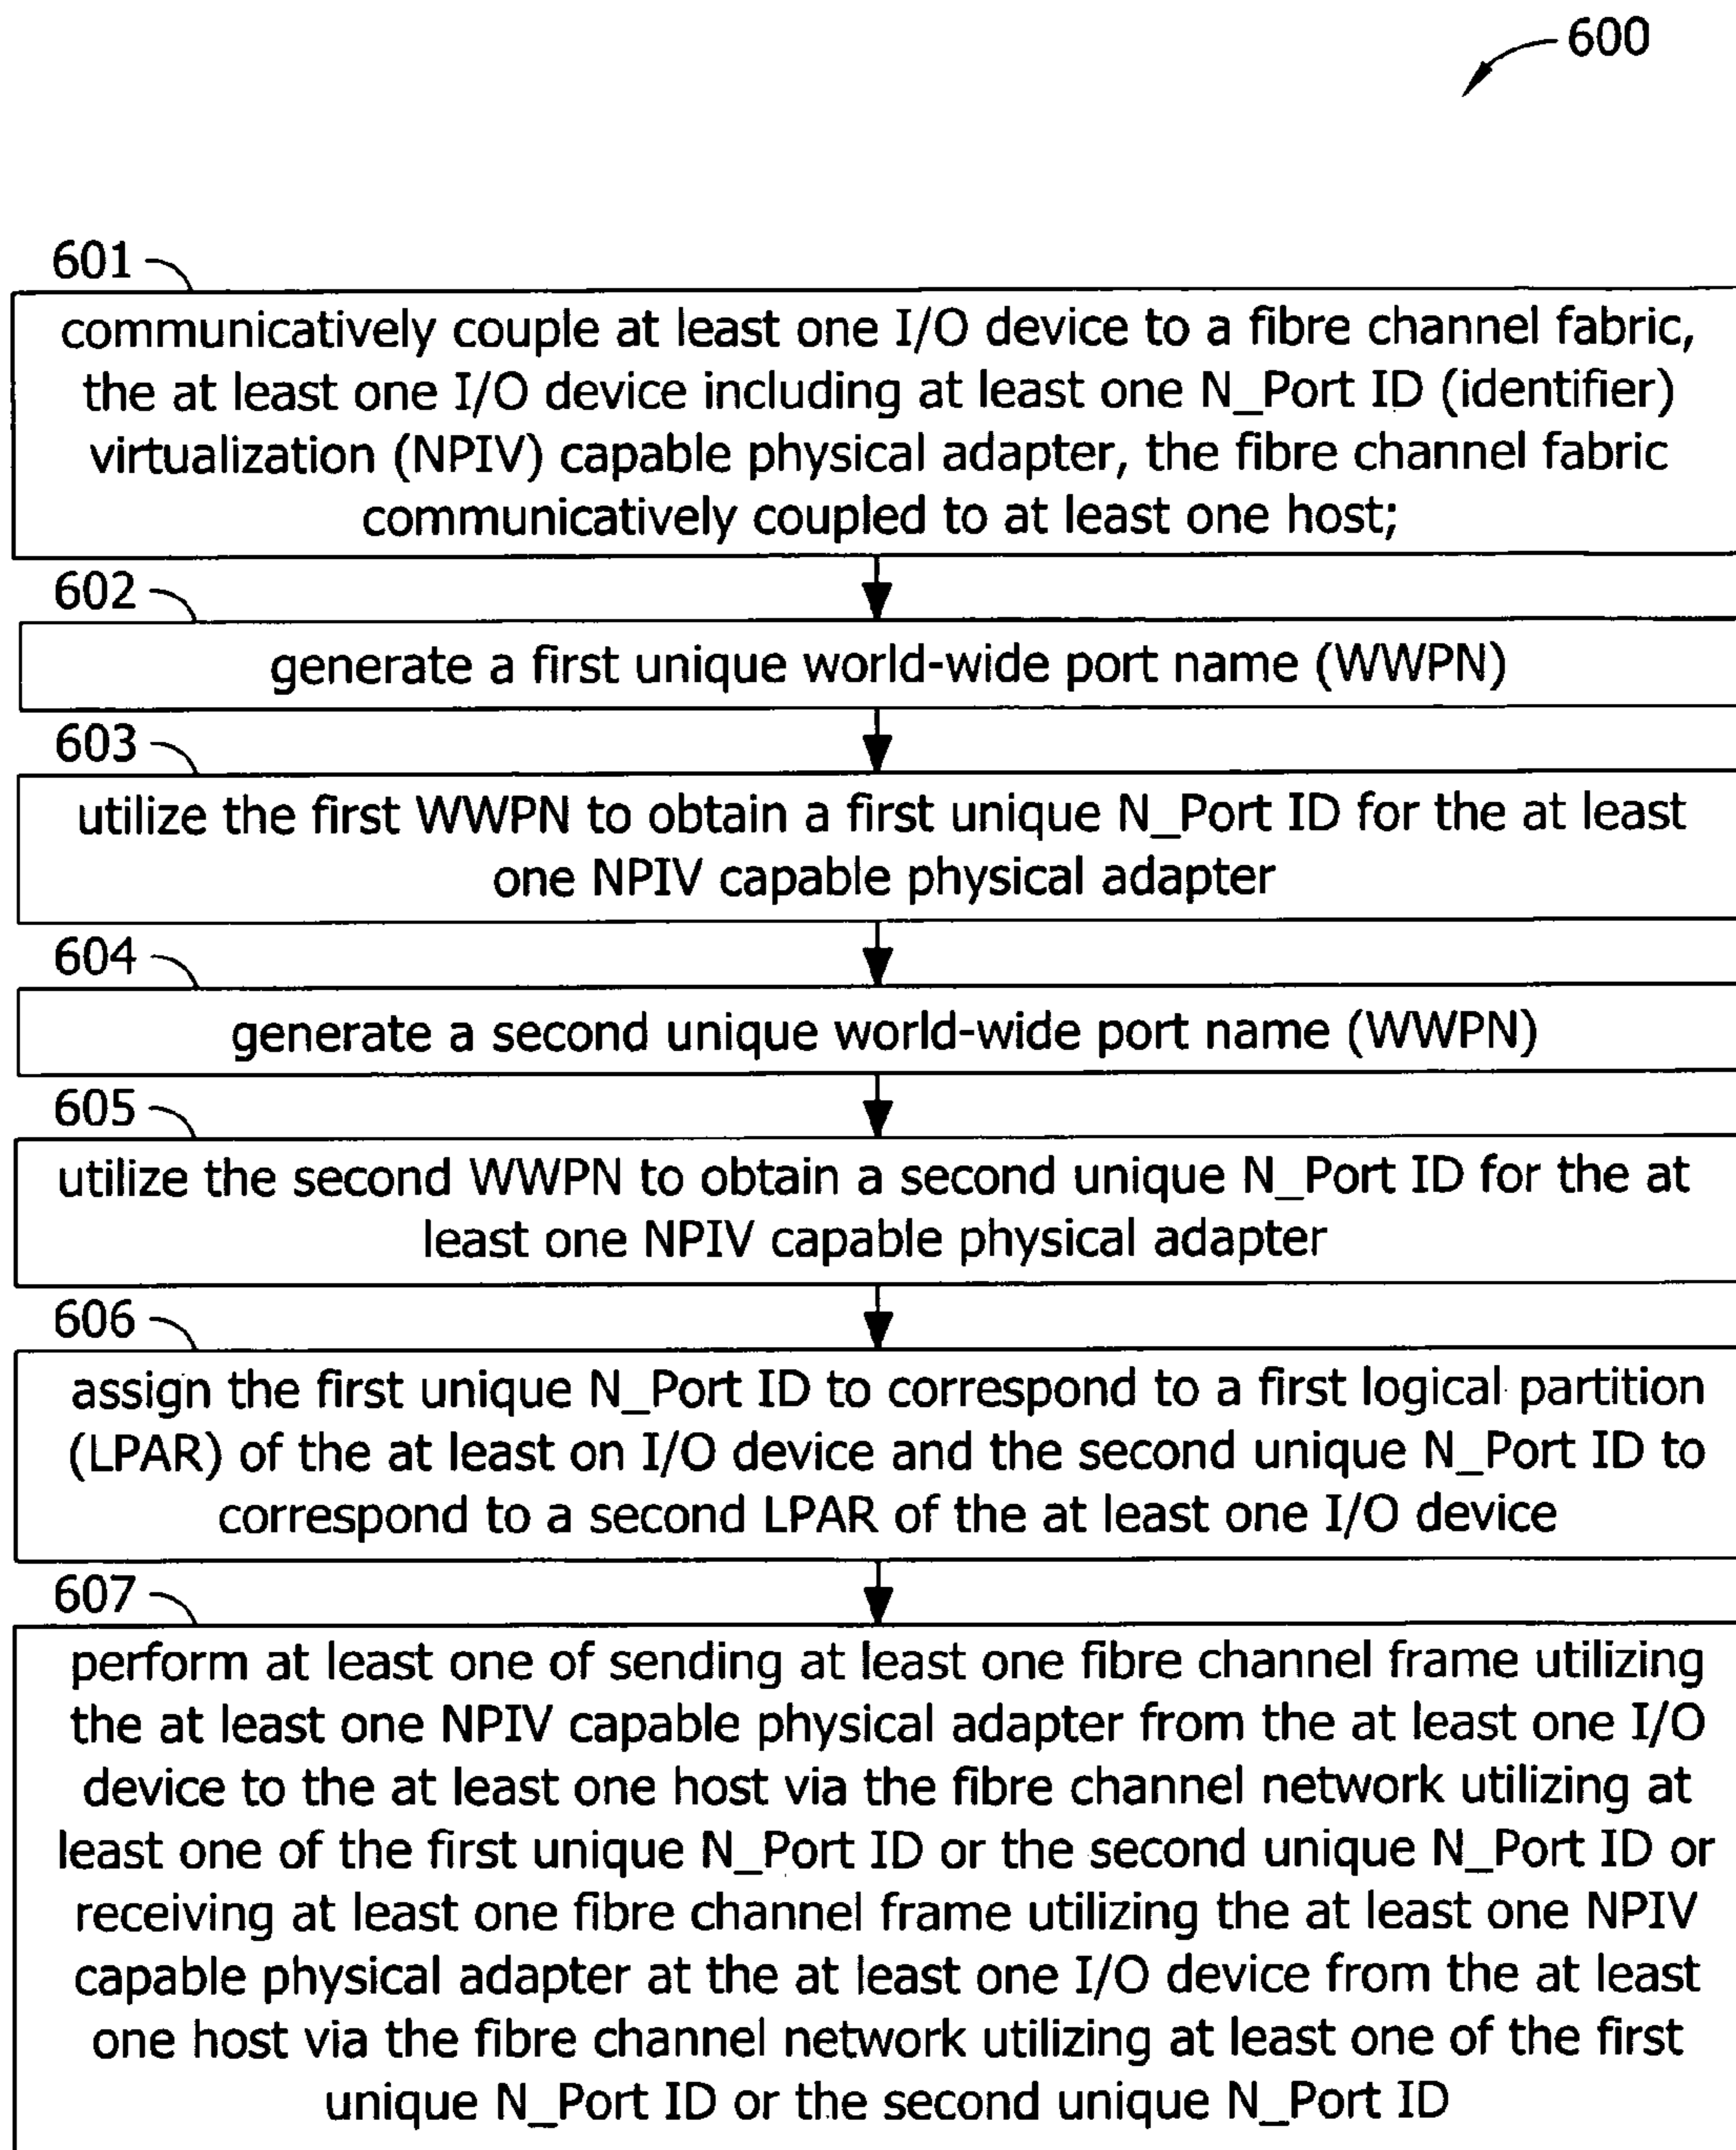 600
601
communicatively couple at least one I/O device to a fibre channel fabric,
the at least one I/O device including at least one N_Port ID (identifier)
virtualization (NPIV) capable physical adapter, the fibre channel fabric
communicatively coupled to at least one host;
602
generate a first unique world-wide port name (WWPN)
603
utilize the first WWPN to obtain a first unique N_Port ID for the at least
one NPIV capable physical adapter
604
generate a second unique world-wide port name (WWPN)
605
utilize the second WWPN to obtain a second unique N_Port ID for the at
least one NPIV capable physical adapter
606
assign the first unique N_Port ID to correspond to a first logical partition
(LPAR) of the at least on I/O device and the second unique N_Port ID to
correspond to a second LPAR of the at least one I/O device
607
perform at least one of sending at least one fibre channel frame utilizing
the at least one NPIV capable physical adapter from the at least one I/O
device to the at least one host via the fibre channel network utilizing at
least one of the first unique N_Port ID or the second unique N_Port ID or
receiving at least one fibre channel frame utilizing the at least one NPIV
capable physical adapter at the at least one I/O device from the at least
one host via the fibre channel network utilizing at least one of the first
unique N_Port ID or the second unique N_Port ID